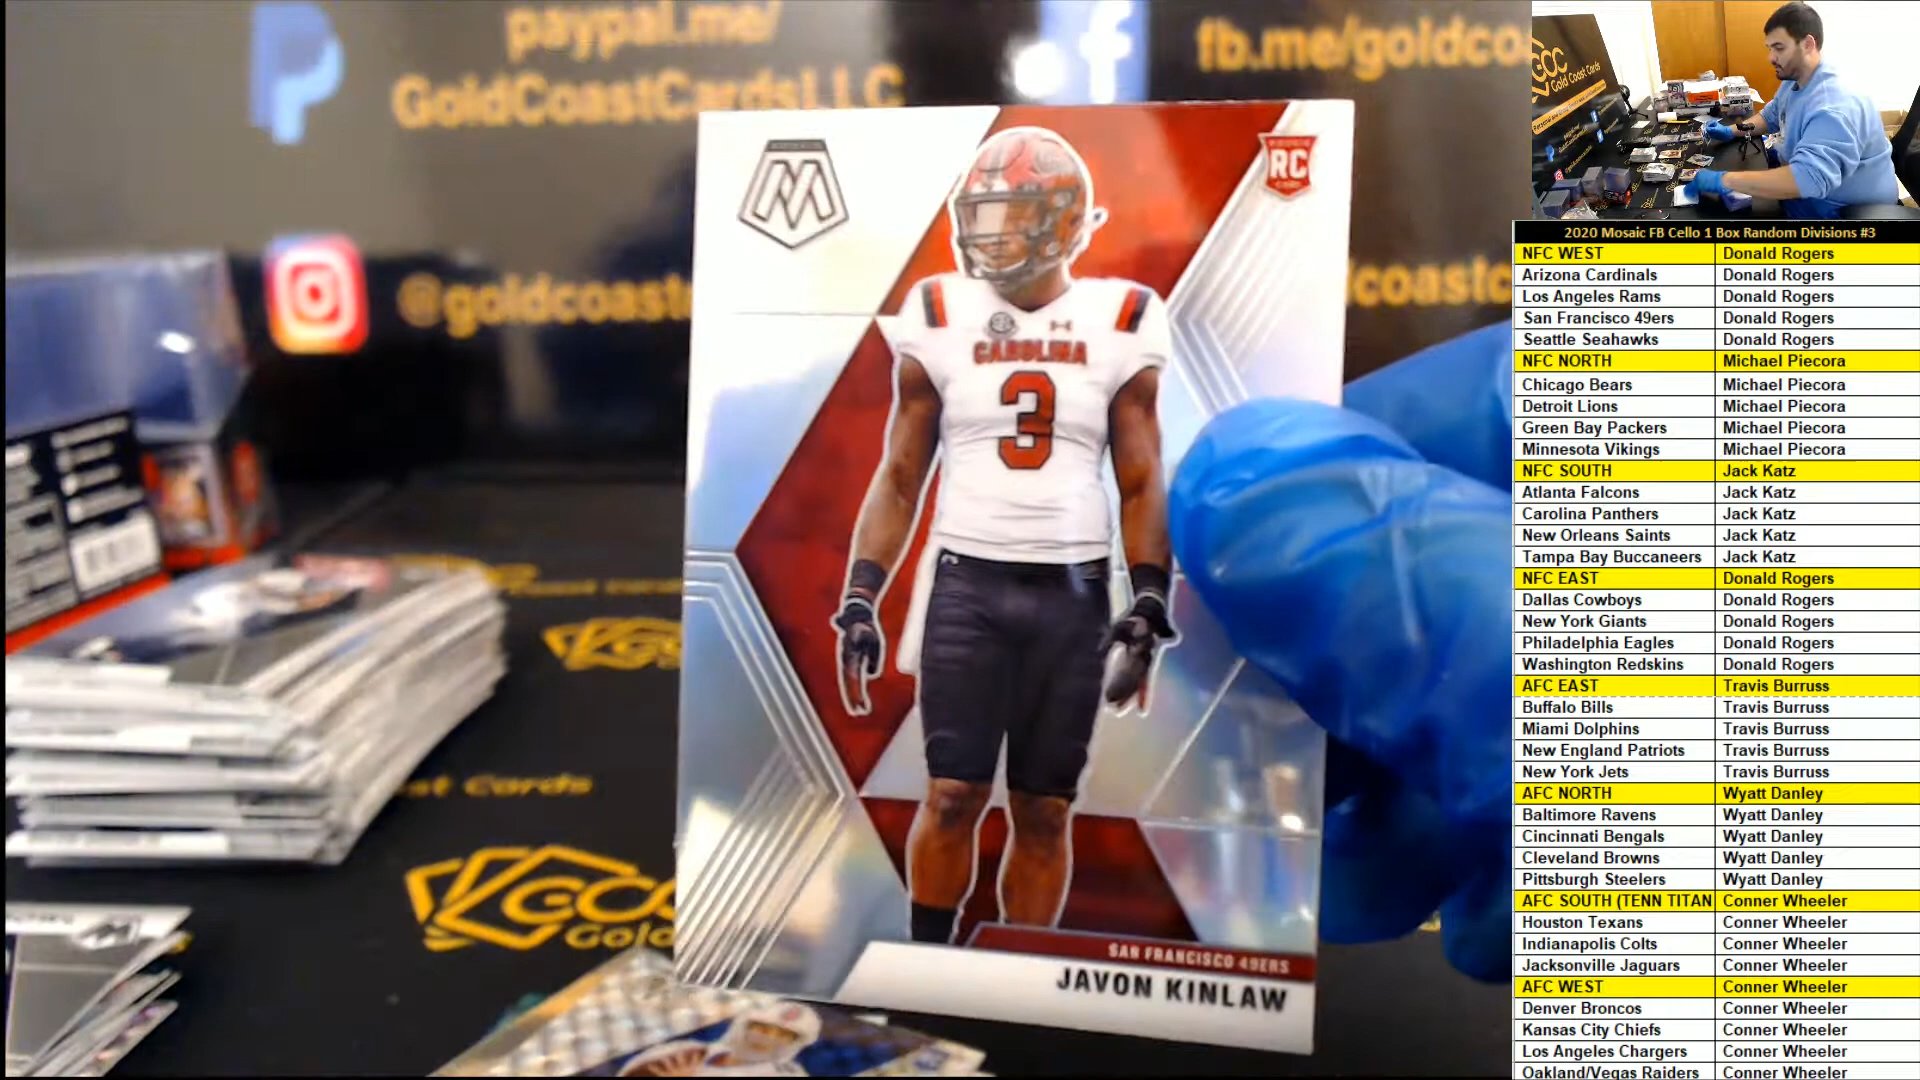 paypal.me/
GoldCoastCardsLLC
fb.me/goldco
@goldcoast
coast
M
RC
CAROLINA
3
SAN FRANCISCO 49ERS
JAVON KINLAW
st Cards
GCC
Gold
GCC
Gold Coast Cards
2020 Mosaic FB Cello 1 Box Random Divisions #3
NFC WEST Donald Rogers
Arizona Cardinals Donald Rogers
Los Angeles Rams Donald Rogers
San Francisco 49ers Donald Rogers
Seattle Seahawks Donald Rogers
NFC NORTH Michael Piecora
Chicago Bears Michael Piecora
Detroit Lions Michael Piecora
Green Bay Packers Michael Piecora
Minnesota Vikings Michael Piecora
NFC SOUTH Jack Katz
Atlanta Falcons Jack Katz
Carolina Panthers Jack Katz
New Orleans Saints Jack Katz
Tampa Bay Buccaneers Jack Katz
NFC EAST Donald Rogers
Dallas Cowboys Donald Rogers
New York Giants Donald Rogers
Philadelphia Eagles Donald Rogers
Washington Redskins Donald Rogers
AFC EAST Travis Burruss
Buffalo Bills Travis Burruss
Miami Dolphins Travis Burruss
New England Patriots Travis Burruss
New York Jets Travis Burruss
AFC NORTH Wyatt Danley
Baltimore Ravens Wyatt Danley
Cincinnati Bengals Wyatt Danley
Cleveland Browns Wyatt Danley
Pittsburgh Steelers Wyatt Danley
AFC SOUTH (TENN TITAN Conner Wheeler
Houston Texans Conner Wheeler
Indianapolis Colts Conner Wheeler
Jacksonville Jaguars Conner Wheeler
AFC WEST Conner Wheeler
Denver Broncos Conner Wheeler
Kansas City Chiefs Conner Wheeler
Los Angeles Chargers Conner Wheeler
Oakland/Vegas Raiders Conner Wheeler